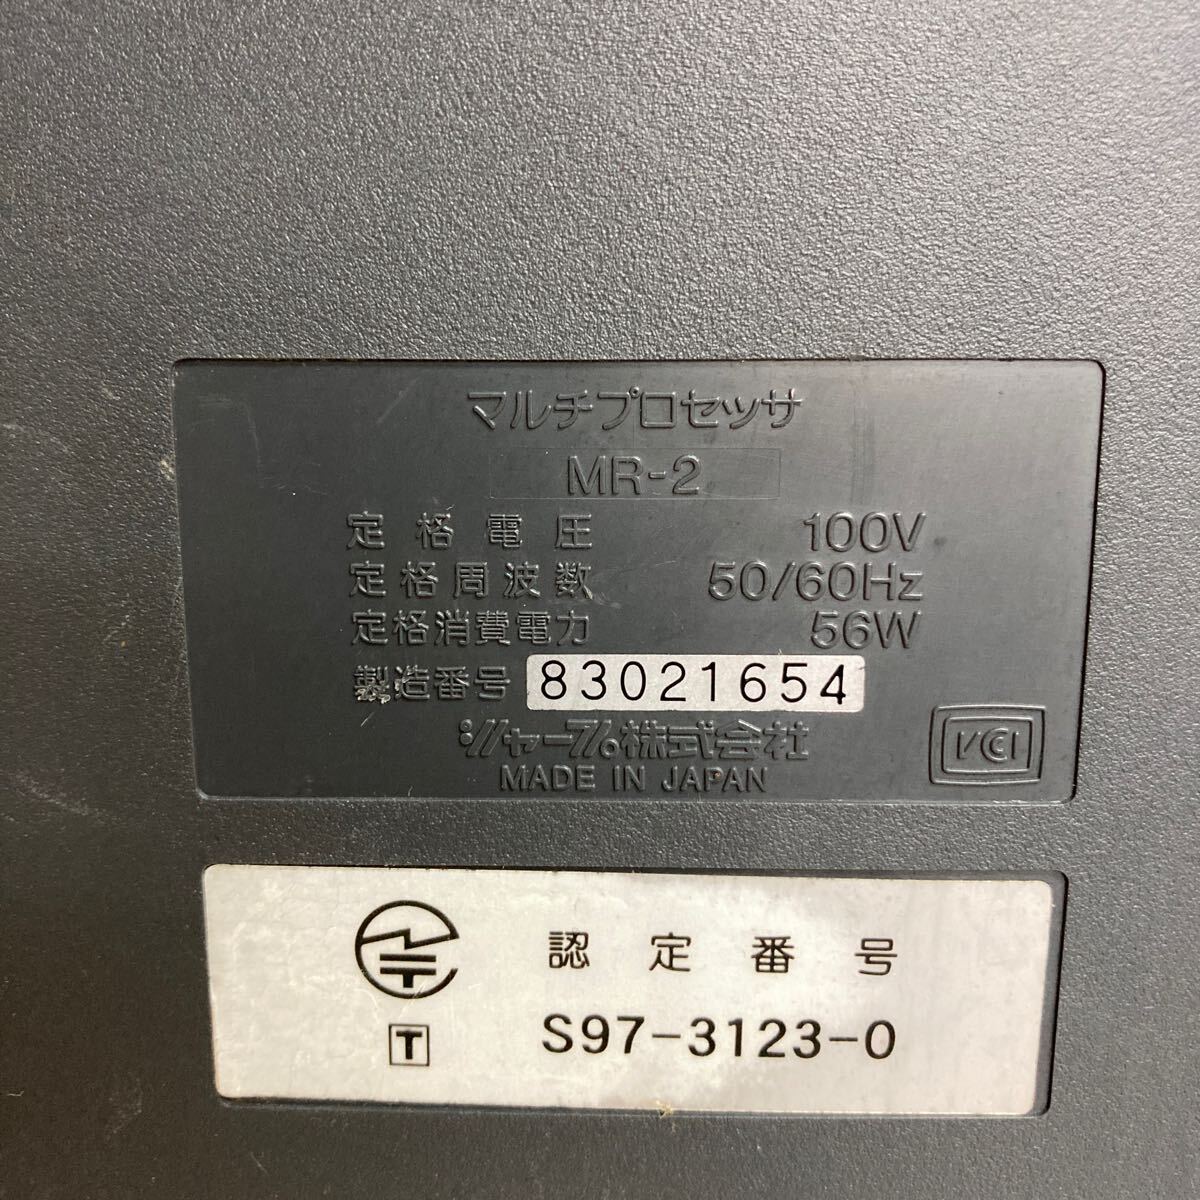 マルチプロセッサ
MR-2
定格電圧 100V
定格周波数 50/60Hz
定格消費電力 56W
製造番号 83021654
シャープ株式会社
MADE IN JAPAN
VCI
認定番号
T S97-3123-0